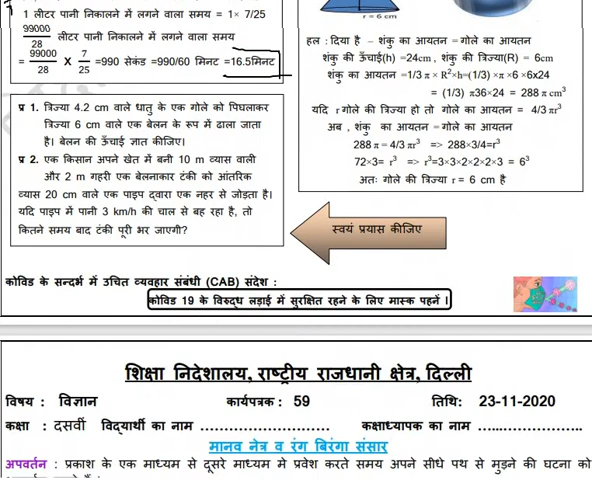 1 लीटर पानी निकालने में लगने वाला समय = 1× 7/25
99000/28 लीटर पानी निकालने में लगने वाला समय
= 99000/28 X 7/25 =990 सेकंड =990/60 मिनट =16.5मिनट
प्र 1. त्रिज्या 4.2 cm वाले धातु के एक गोले को पिघलाकर
त्रिज्या 6 cm वाले एक बेलन के रूप में ढाला जाता
है। बेलन की ऊँचाई ज्ञात कीजिए।
प्र 2. एक किसान अपने खेत में बनी 10 m व्यास वाली
और 2 m गहरी एक बेलनाकार टंकी को आंतरिक
व्यास 20 cm वाले एक पाइप द्वारा एक नहर से जोड़ता है।
यदि पाइप में पानी 3 km/h की चाल से बह रहा है, तो
कितने समय बाद टंकी पूरी भर जाएगी?
r = 6 cm
हल : दिया है – शंकु का आयतन = गोले का आयतन
शंकु की ऊँचाई(h) =24cm, शंकु की त्रिज्या(R) = 6cm
शंकु का आयतन =1/3 π × R²×h=(1/3) ×π ×6 ×6x24
= (1/3) π36×24 = 288 π cm³
यदि r गोले की त्रिज्या हो तो गोले का आयतन = 4/3 πr³
अब , शंकु का आयतन = गोले का आयतन
288 π = 4/3 πr³ => 288×3/4=r³
72×3= r³ => r³=3×3×2×2×2×3 = 6³
अतः गोले की त्रिज्या r = 6 cm है
स्वयं प्रयास कीजिए
कोविड के सन्दर्भ में उचित व्यवहार संबंधी (CAB) संदेश :
कोविड 19 के विरुद्ध लड़ाई में सुरक्षित रहने के लिए मास्क पहनें ।
शिक्षा निदेशालय, राष्ट्रीय राजधानी क्षेत्र, दिल्ली
विषय : विज्ञान कार्यपत्रक : 59 तिथि: 23-11-2020
कक्षा : दसवीं विद्यार्थी का नाम ............................ कक्षाध्यापक का नाम ......................
मानव नेत्र व रंग बिरंगा संसार
अपवर्तन : प्रकाश के एक माध्यम से दूसरे माध्यम मे प्रवेश करते समय अपने सीधे पथ से मुड़ने की घटना को